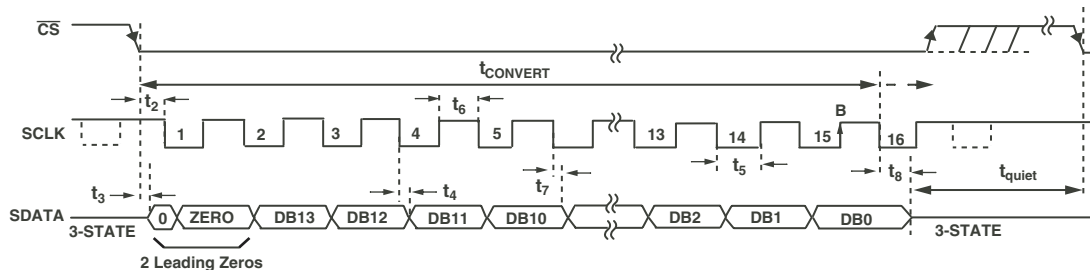 CS
tCONVERT
t2
t6
B
SCLK
1 2 3 4 5 13 14 15 16
t3
t4
t7
t5
t8
tquiet
SDATA
0 ZERO DB13 DB12 DB11 DB10 DB2 DB1 DB0
3-STATE
3-STATE
2 Leading Zeros